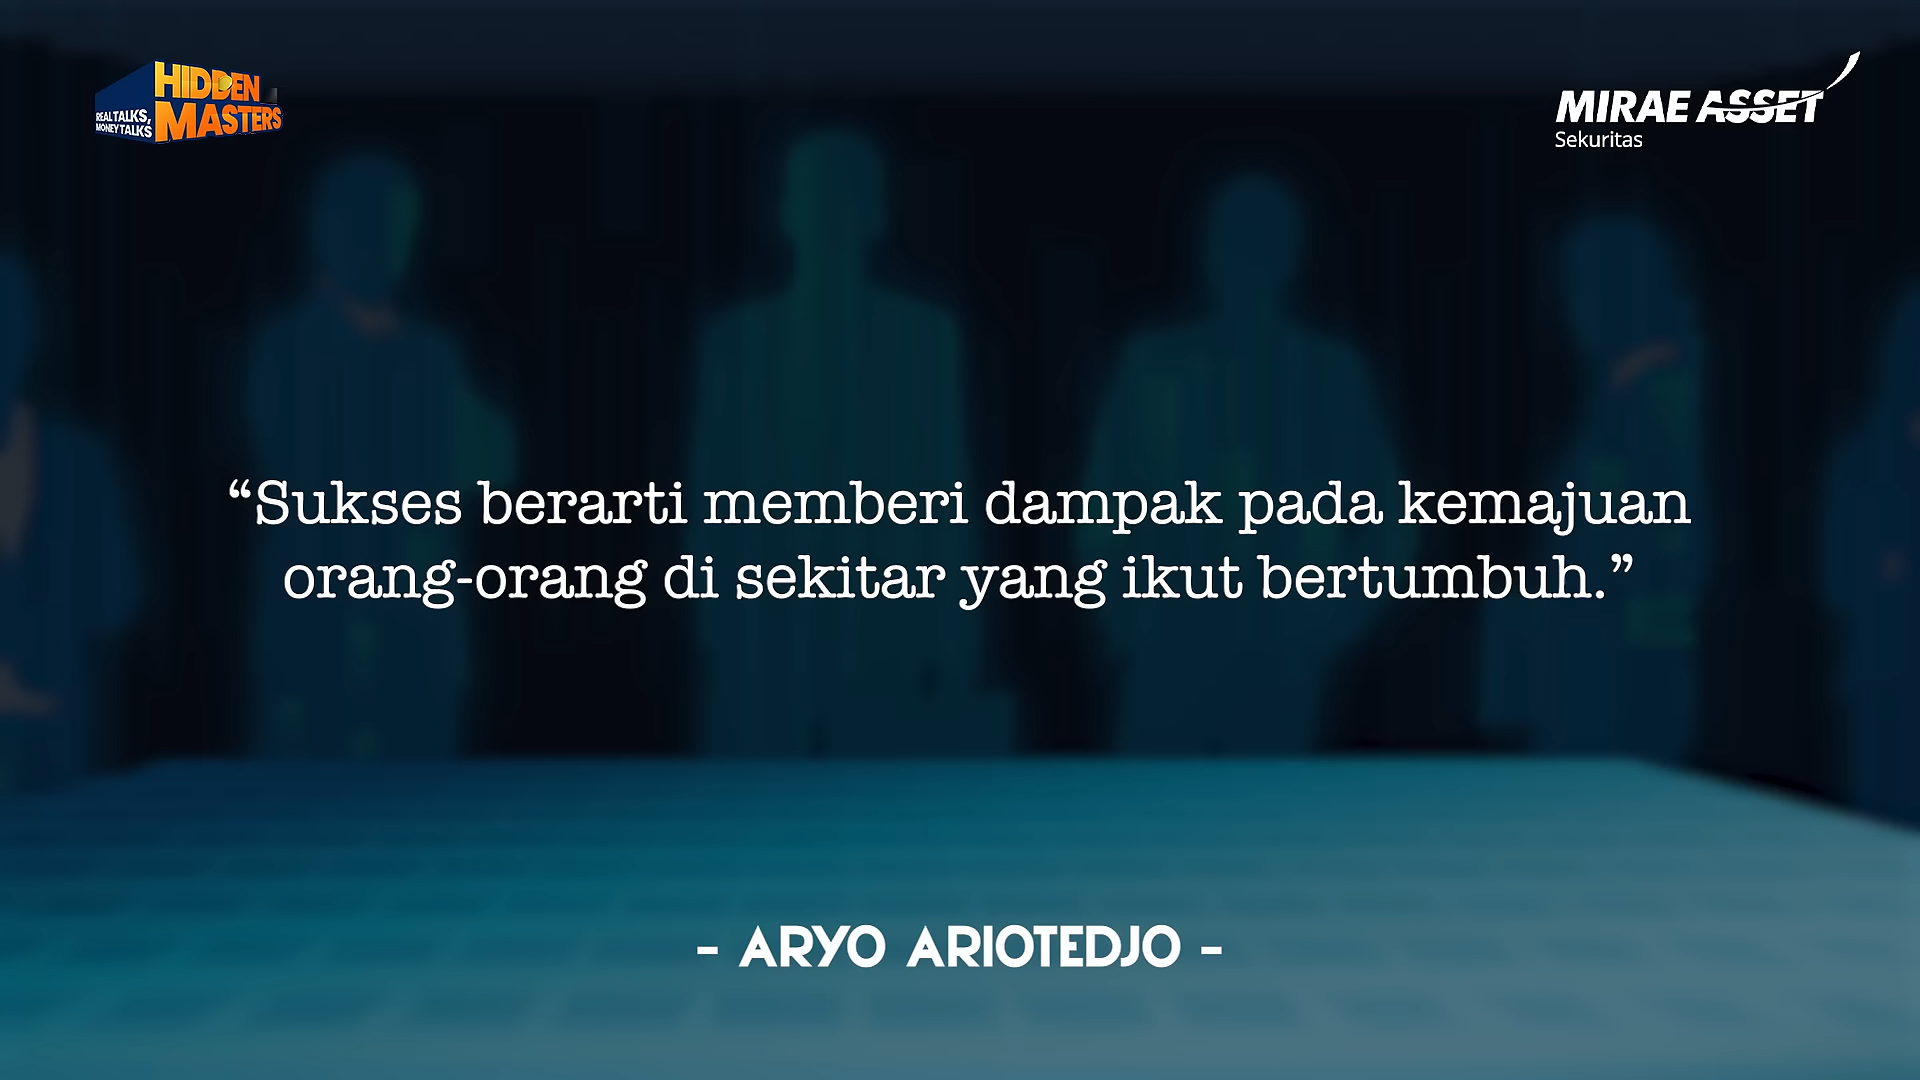 HIDDEN
MASTERS
REAL TALKS,
MONEY TALKS
MIRAE ASSET
Sekuritas
“Sukses berarti memberi dampak pada kemajuan
orang-orang di sekitar yang ikut bertumbuh.”
- ARYO ARIOTEDJO -